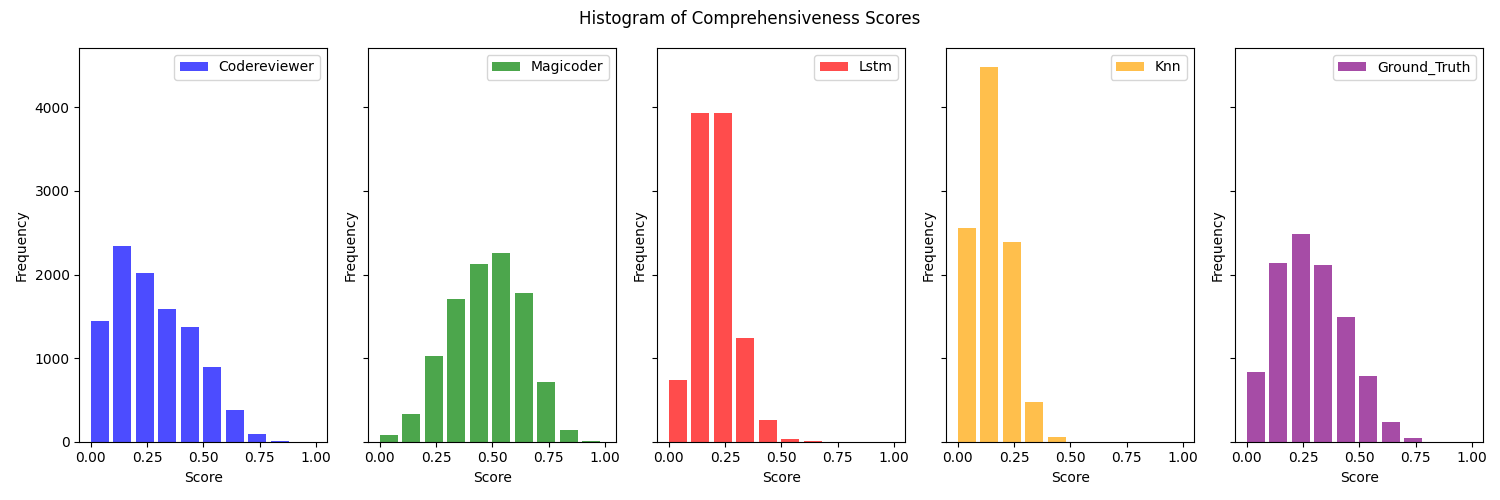 Histogram of Comprehensiveness Scores
Codereviewer
Frequency
4000
3000
2000
1000
0
0.00 0.25 0.50 0.75 1.00
Score
Magicoder
Frequency
0.00 0.25 0.50 0.75 1.00
Score
Lstm
Frequency
0.00 0.25 0.50 0.75 1.00
Score
Knn
Frequency
0.00 0.25 0.50 0.75 1.00
Score
Ground_Truth
Frequency
0.00 0.25 0.50 0.75 1.00
Score